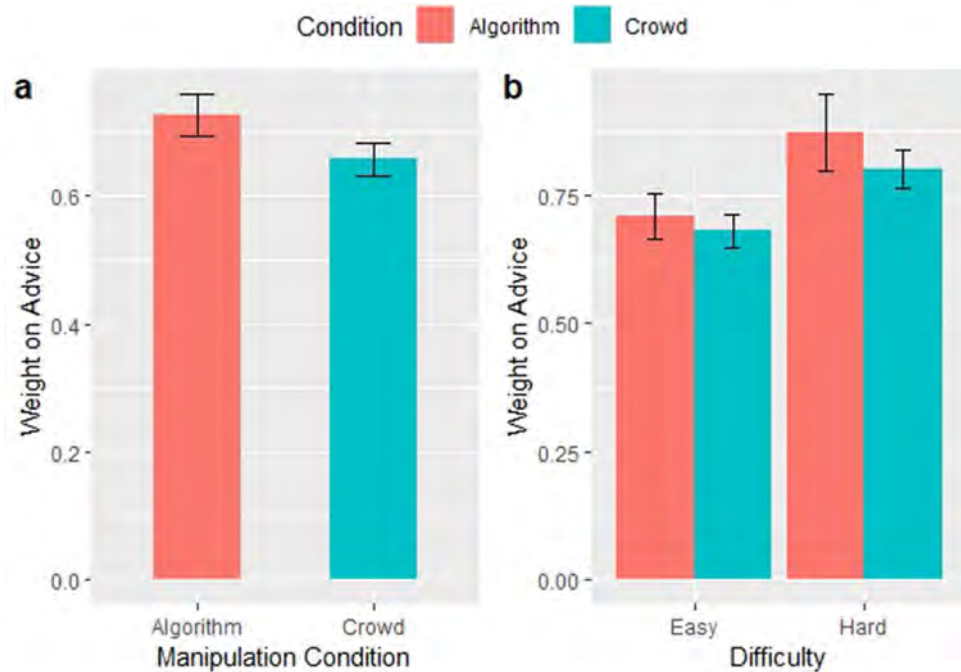 Condition Algorithm Crowd
a
Weight on Advice
0.6
0.4
0.2
0.0
Algorithm Crowd
Manipulation Condition
b
Weight on Advice
0.75
0.50
0.25
0.00
Easy Hard
Difficulty